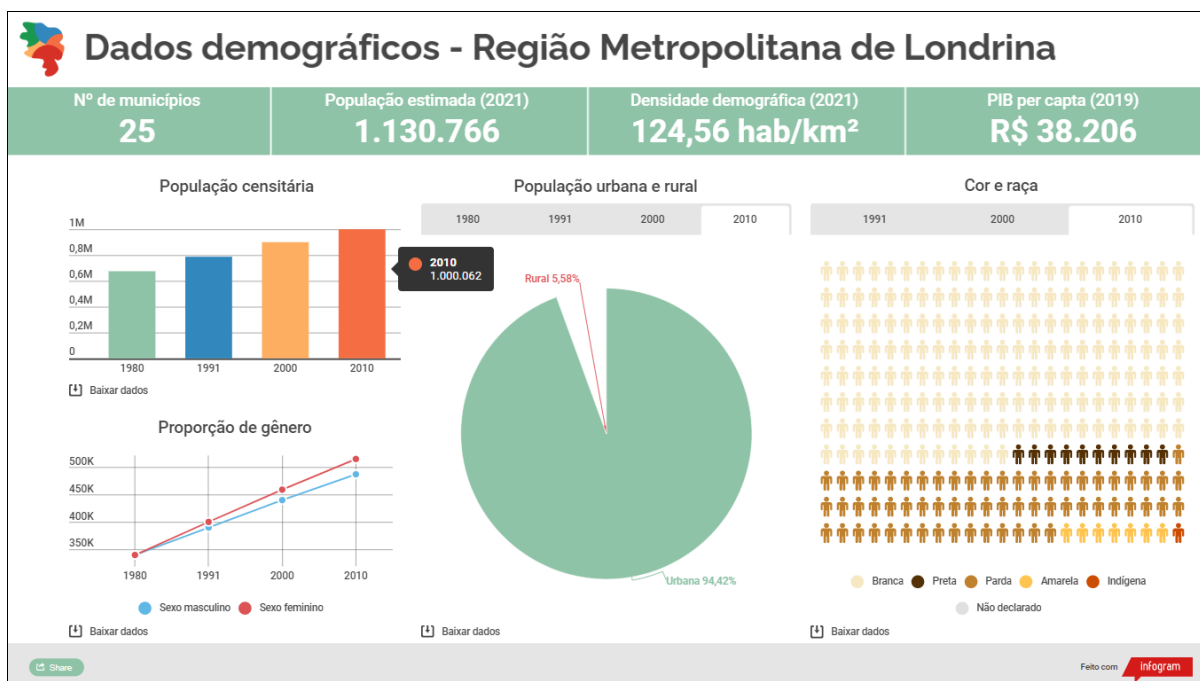 Dados demográficos - Região Metropolitana de Londrina
Nº de municípios
25
População estimada (2021)
1.130.766
Densidade demográfica (2021)
124,56 hab/km²
PIB per capta (2019)
R$ 38.206
População censitária
1M
0,8M
0,6M
0,4M
0,2M
0
1980
1991
2000
2010
2010
1.000.062
Baixar dados
Proporção de gênero
500K
450K
400K
350K
1980
1991
2000
2010
Sexo masculino
Sexo feminino
Baixar dados
População urbana e rural
1980
1991
2000
2010
Rural 5,58%
Urbana 94,42%
Baixar dados
Cor e raça
1991
2000
2010
Branca
Preta
Parda
Amarela
Indígena
Não declarado
Baixar dados
Share
Feito com
infogram